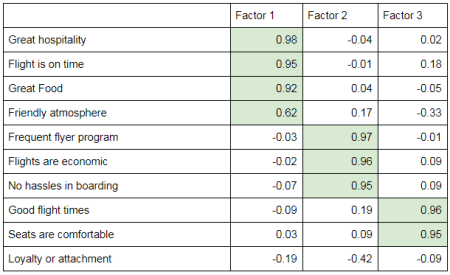 Factor 1 Factor 2 Factor 3
Great hospitality 0.98 -0.04 0.02
Flight is on time 0.95 -0.01 0.18
Great Food 0.92 0.04 -0.05
Friendly atmosphere 0.62 0.17 -0.33
Frequent flyer program -0.03 0.97 -0.01
Flights are economic -0.02 0.96 0.09
No hassles in boarding -0.07 0.95 0.09
Good flight times -0.09 0.19 0.96
Seats are comfortable 0.03 0.09 0.95
Loyalty or attachment -0.19 -0.42 -0.09